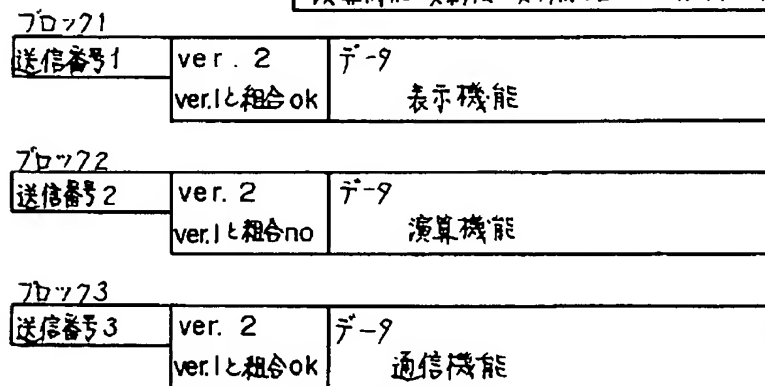 ブロック1
送信番号1 ver. 2 データ
ver.1と組合ok 表示機能
ブロック2
送信番号2 ver. 2 データ
ver.1と組合no 演算機能
ブロック3
送信番号3 ver. 2 データ
ver.1と組合ok 通信機能